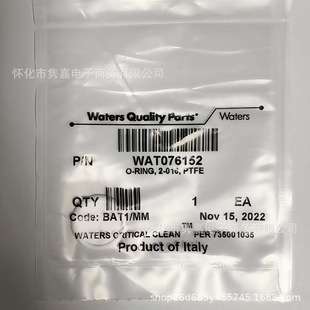 怀化市隽嘉电子商务有限公司
Waters Quality Parts
Waters
P/N WAT076152
O-RING, 2-016, PTFE
QTY 1 EA
Code: BAT1/MM Nov 15, 2022
WATERS CRITICAL CLEAN ™ PER 735001035
Product of Italy